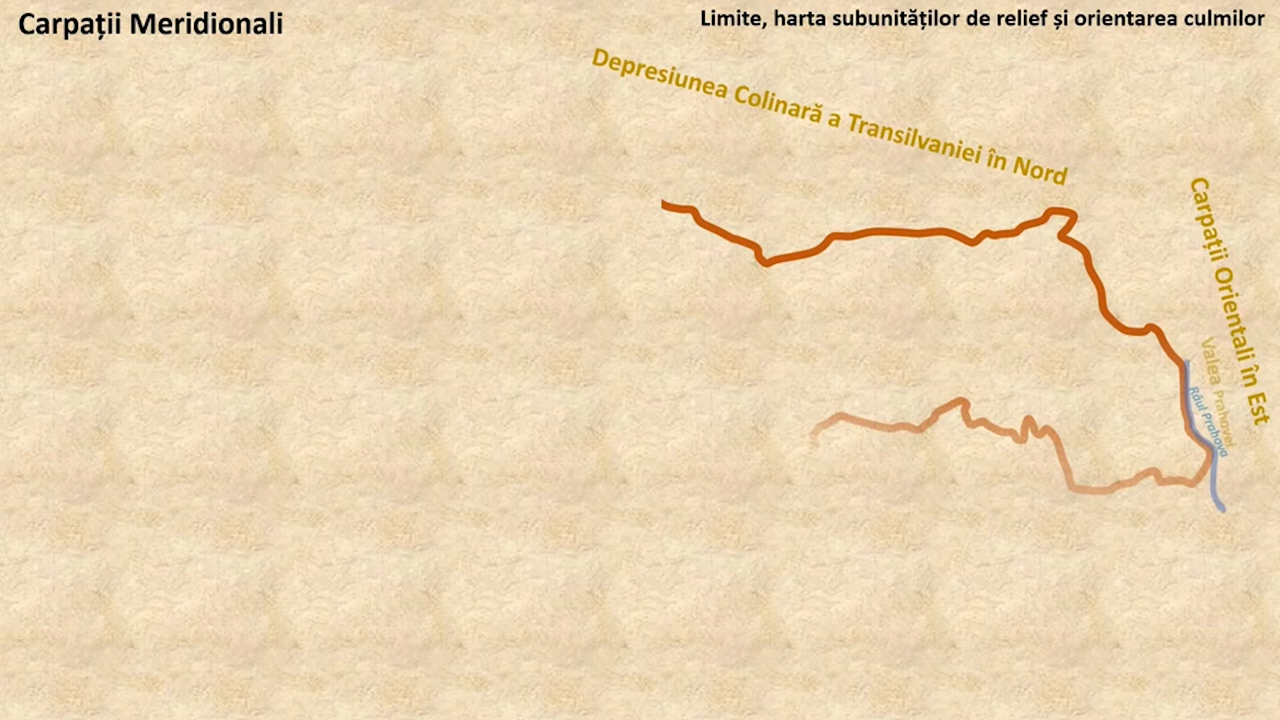 Carpații Meridionali
Limite, harta subunităților de relief și orientarea culmilor
Depresiunea Colinară a Transilvaniei în Nord
Carpații Orientali în Est
Valea Prahovei
Râul Prahova